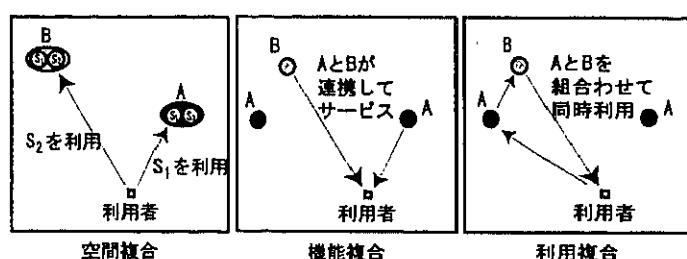 B
S₁ S₂
A
S₁ S₂
S₂を利用
S₁を利用
利用者
空間複合
B
AとBが
連携して
サービス
A
A
利用者
機能複合
B
AとBを
組合わせて
同時利用
A
A
利用者
利用複合